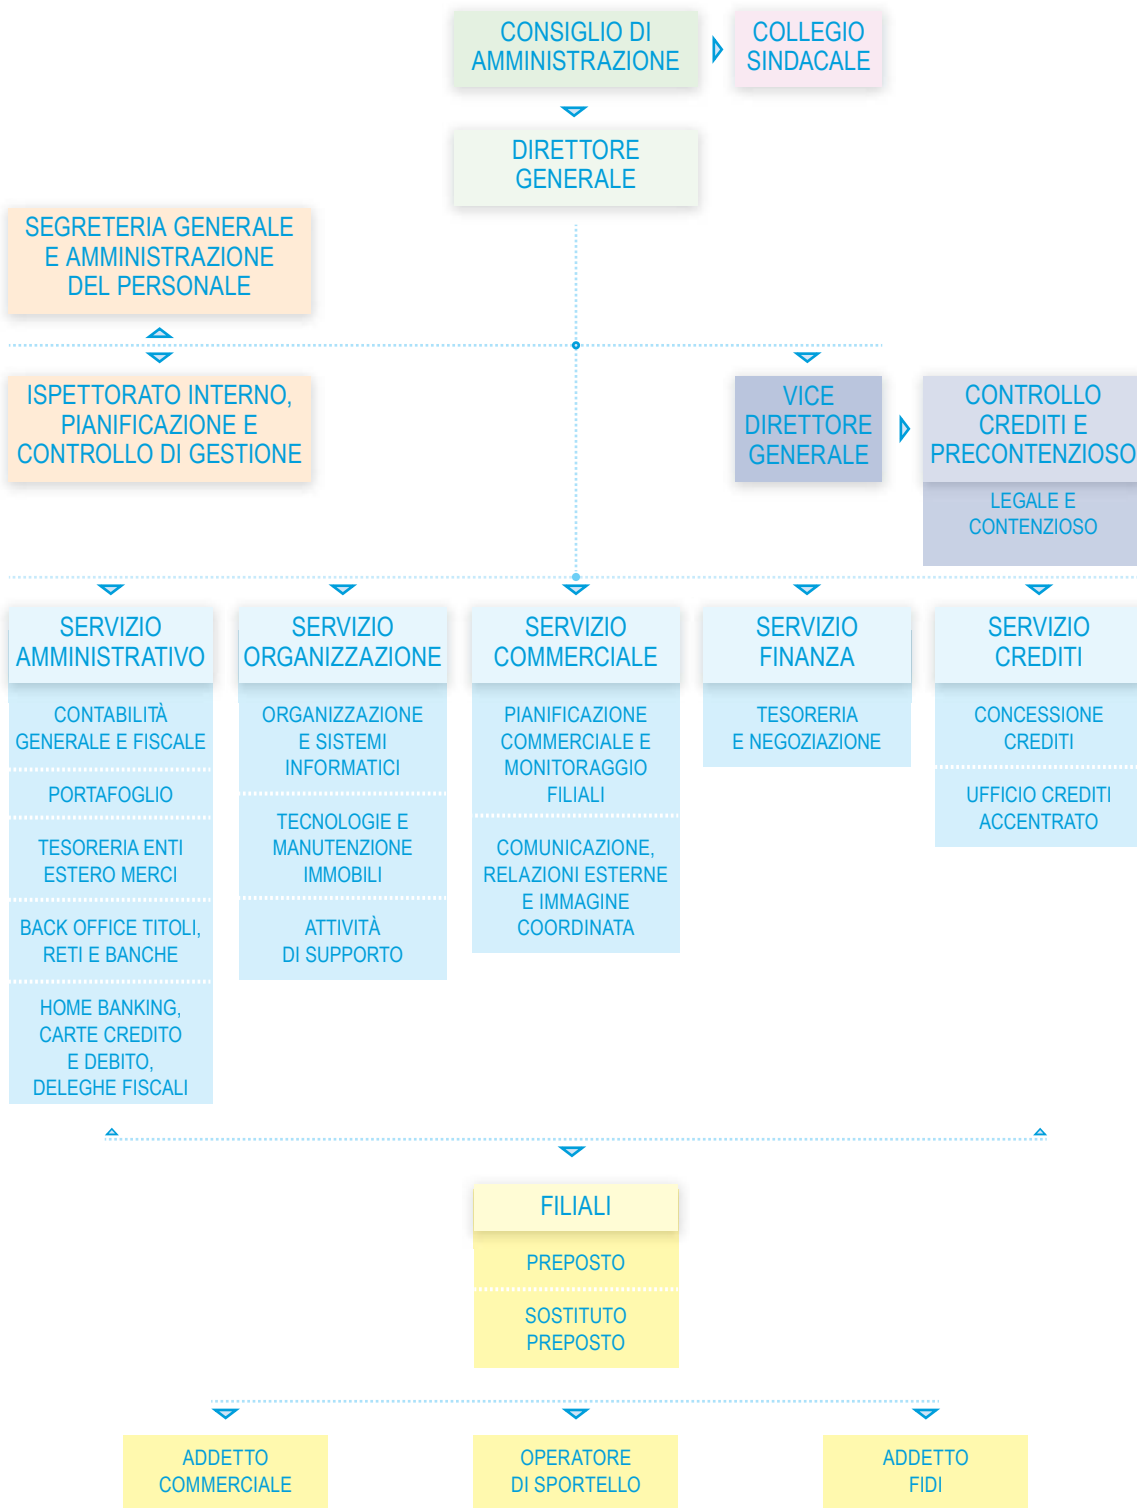 CONSIGLIO DI
AMMINISTRAZIONE
COLLEGIO
SINDACALE
DIRETTORE
GENERALE
SEGRETERIA GENERALE
E AMMINISTRAZIONE
DEL PERSONALE
ISPETTORATO INTERNO,
PIANIFICAZIONE E
CONTROLLO DI GESTIONE
VICE
DIRETTORE
GENERALE
CONTROLLO
CREDITI E
PRECONTENZIOSO
LEGALE E
CONTENZIOSO
SERVIZIO
AMMINISTRATIVO
CONTABILITÀ
GENERALE E FISCALE
PORTAFOGLIO
TESORERIA ENTI
ESTERO MERCI
BACK OFFICE TITOLI,
RETI E BANCHE
HOME BANKING,
CARTE CREDITO
E DEBITO,
DELEGHE FISCALI
SERVIZIO
ORGANIZZAZIONE
ORGANIZZAZIONE
E SISTEMI
INFORMATICI
TECNOLOGIE E
MANUTENZIONE
IMMOBILI
ATTIVITÀ
DI SUPPORTO
SERVIZIO
COMMERCIALE
PIANIFICAZIONE
COMMERCIALE E
MONITORAGGIO
FILIALI
COMUNICAZIONE,
RELAZIONI ESTERNE
E IMMAGINE
COORDINATA
SERVIZIO
FINANZA
TESORERIA
E NEGOZIAZIONE
SERVIZIO
CREDITI
CONCESSIONE
CREDITI
UFFICIO CREDITI
ACCENTRATO
FILIALI
PREPOSTO
SOSTITUTO
PREPOSTO
ADDETTO
COMMERCIALE
OPERATORE
DI SPORTELLO
ADDETTO
FIDI